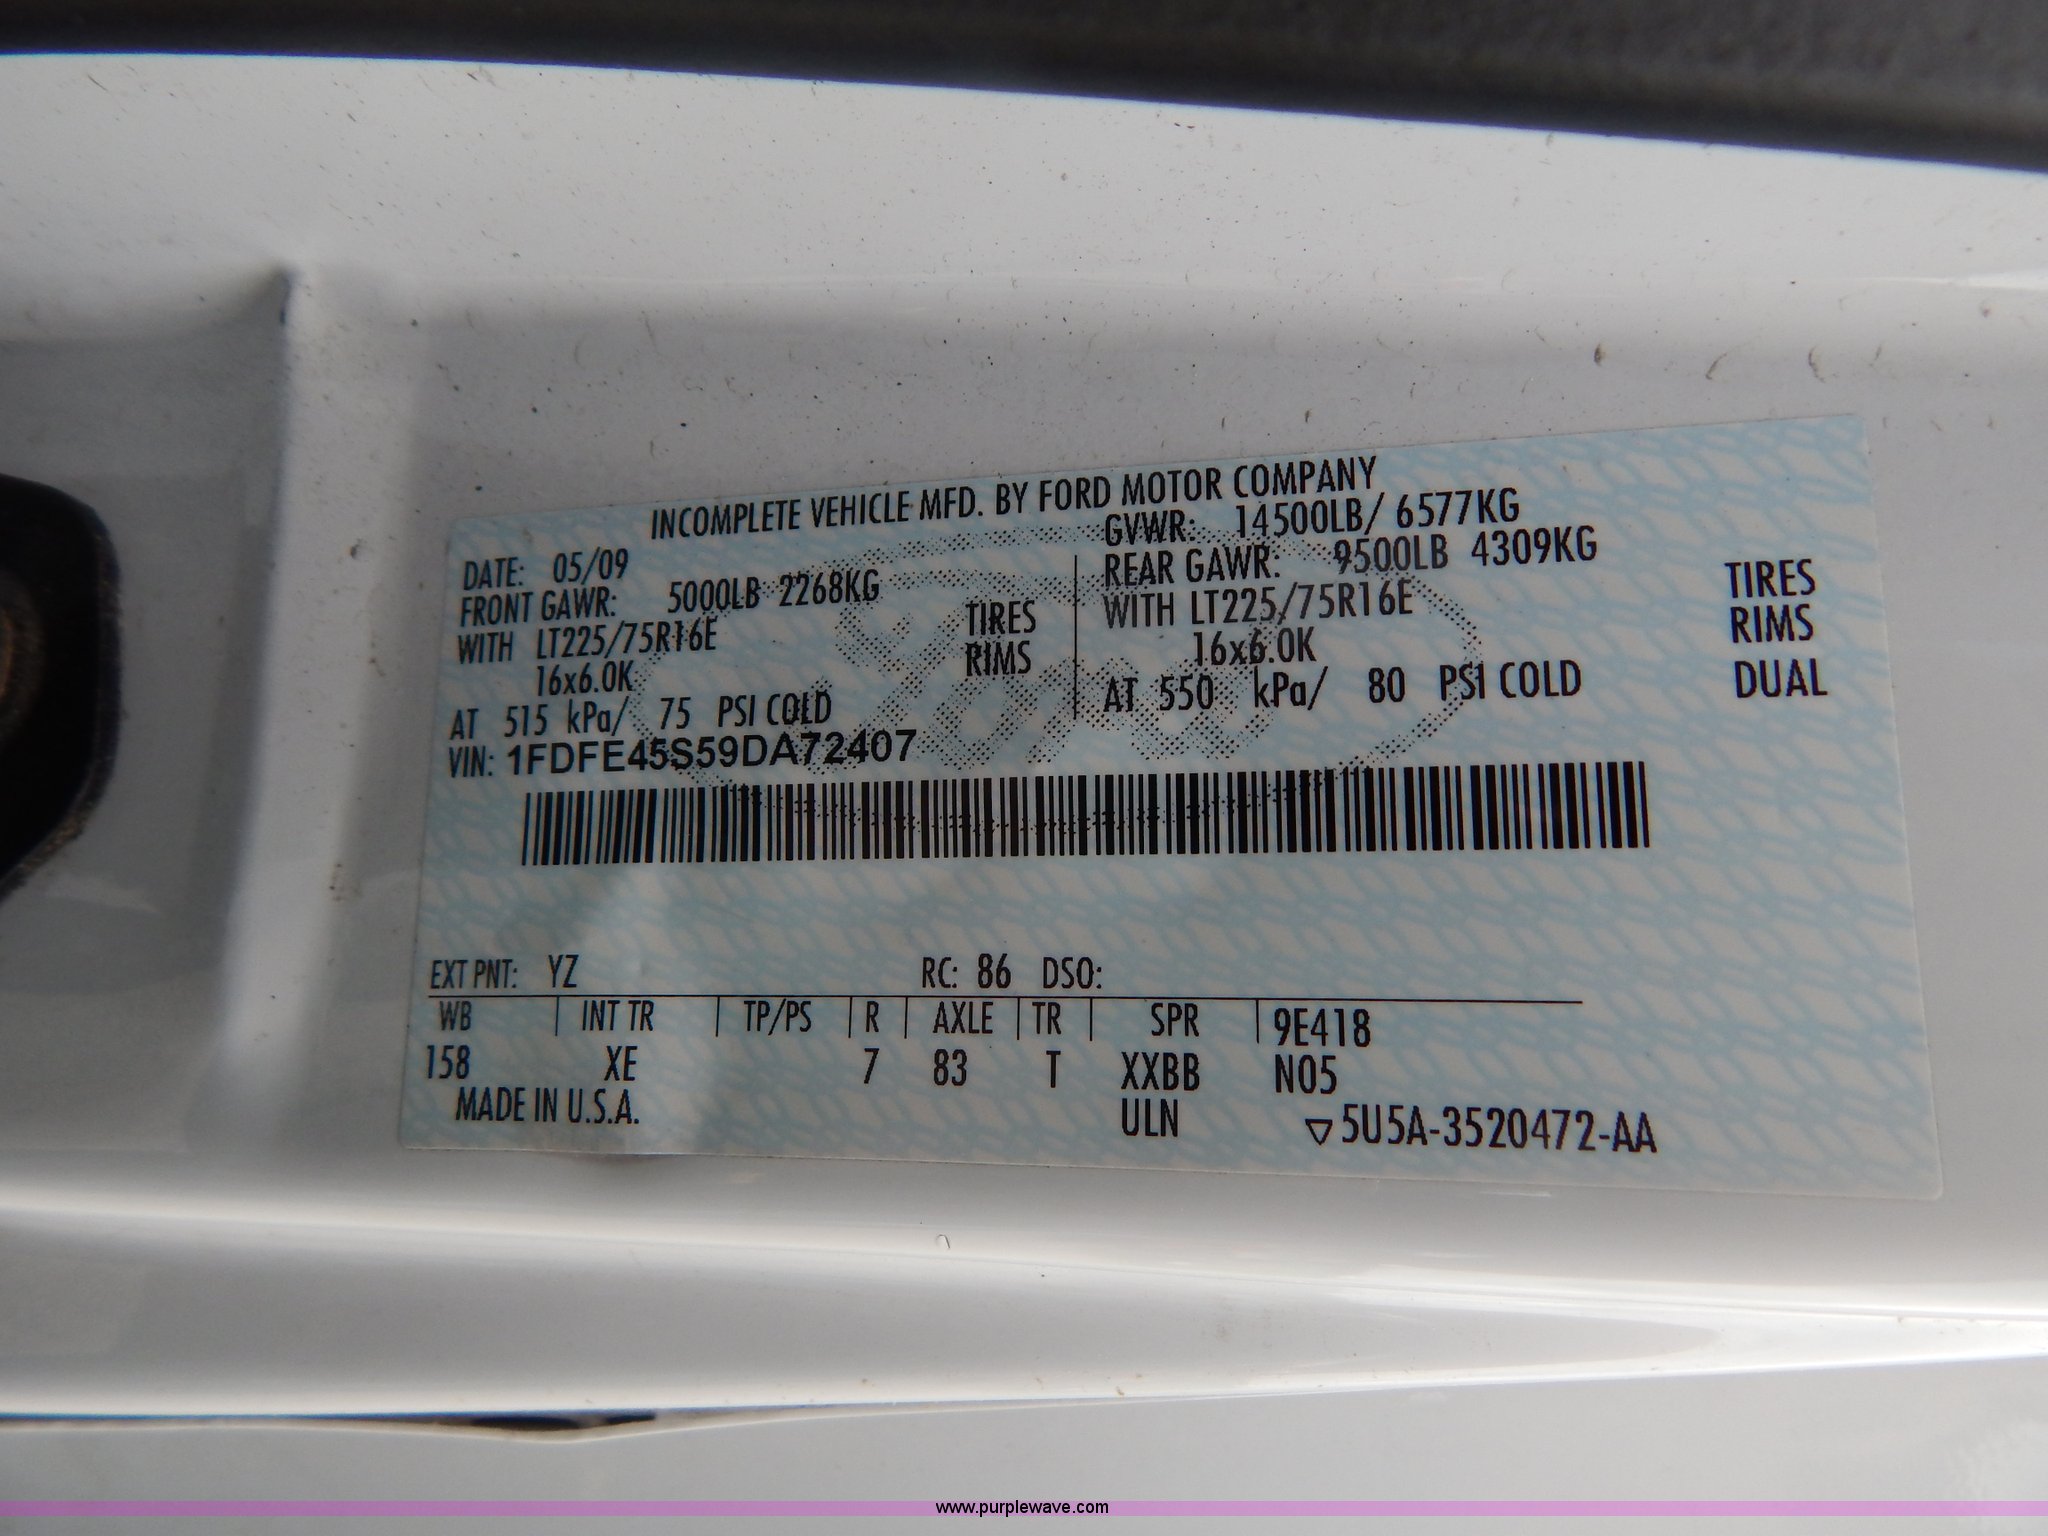 INCOMPLETE VEHICLE MFD. BY FORD MOTOR COMPANY
DATE: 05/09
GVWR: 14500LB/ 6577KG
FRONT GAWR: 5000LB 2268KG
REAR GAWR: 9500LB 4309KG
WITH LT225/75R16E TIRES
WITH LT225/75R16E TIRES
16x6.0K RIMS
16x6.0K RIMS
AT 515 kPa/ 75 PSI COLD
AT 550 kPa/ 80 PSI COLD DUAL
VIN: 1FDFE45S59DA72407
Ford
EXT PNT: YZ RC: 86 DSO:
WB | INT TR | TP/PS | R | AXLE | TR | SPR | 9E418
158 XE 7 83 T XXBB N05
MADE IN U.S.A. ULN ▽5U5A-3520472-AA
www.purplewave.com